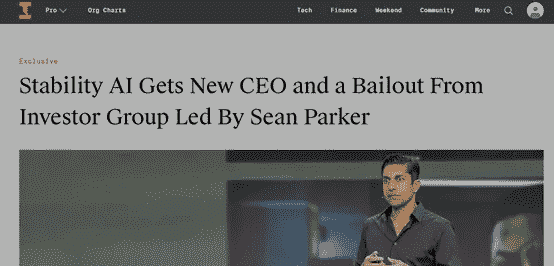 Pro
Org Charts
Tech
Finance
Weekend
Community
More
Exclusive
Stability AI Gets New CEO and a Bailout From
Investor Group Led By Sean Parker